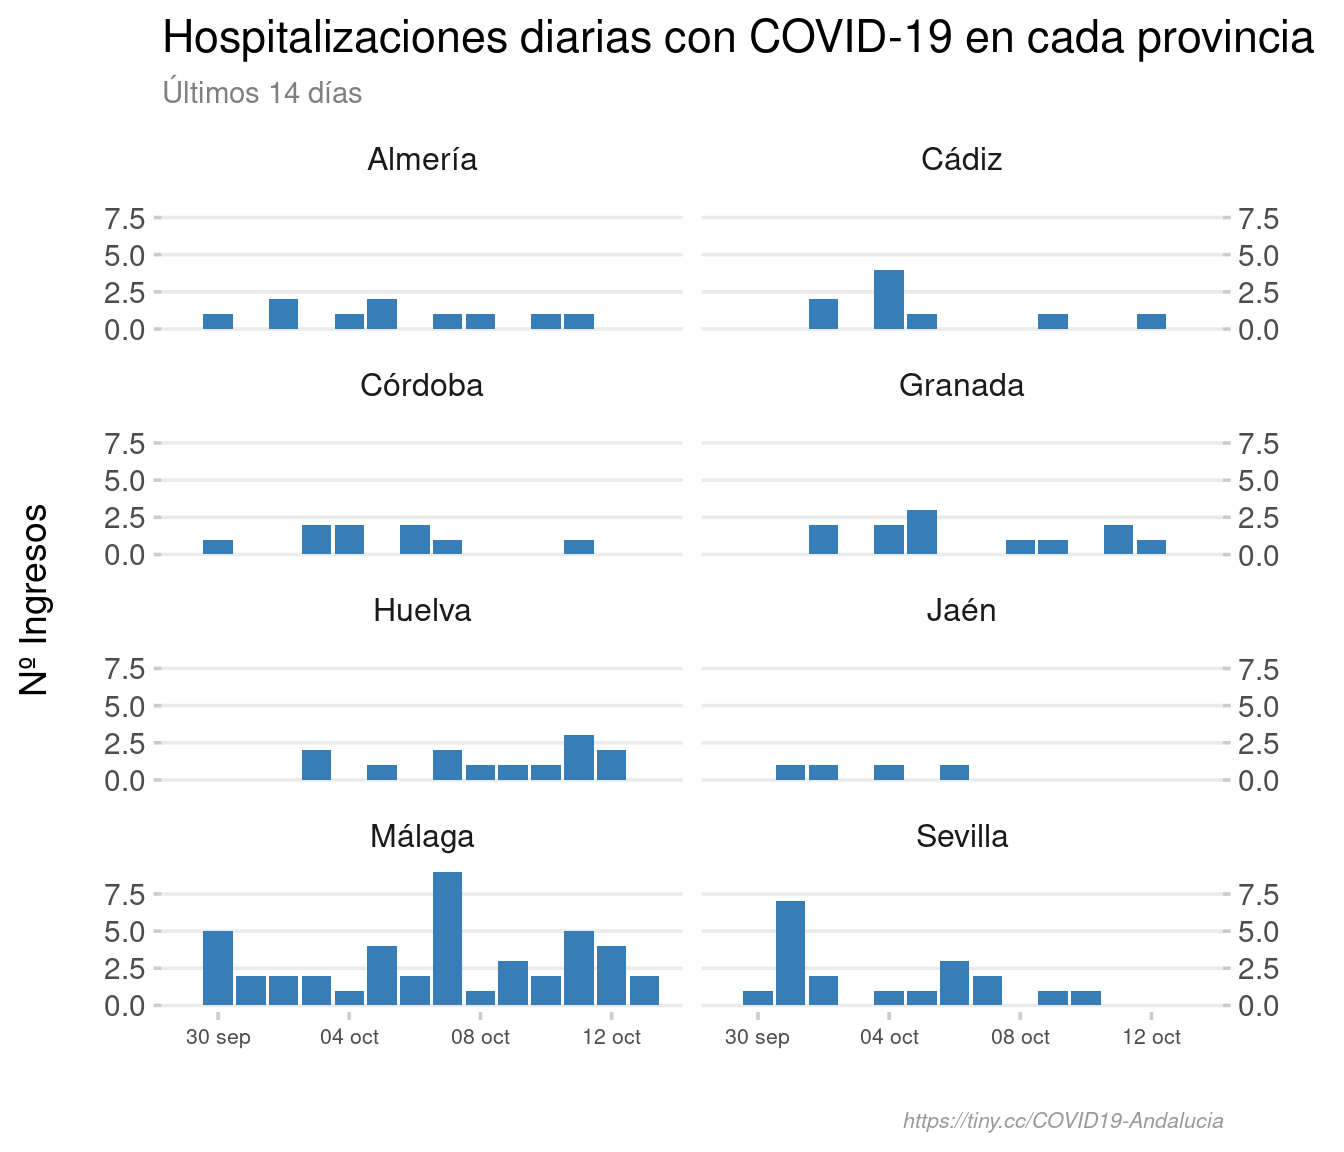 Hospitalizaciones diarias con COVID-19 en cada provincia
Últimos 14 días
Almería
Cádiz
7.5
5.0
2.5
0.0
7.5
5.0
2.5
0.0
Córdoba
Granada
7.5
5.0
2.5
0.0
7.5
5.0
2.5
0.0
Nº Ingresos
Huelva
Jaén
7.5
5.0
2.5
0.0
7.5
5.0
2.5
0.0
Málaga
Sevilla
7.5
5.0
2.5
0.0
7.5
5.0
2.5
0.0
30 sep 04 oct 08 oct 12 oct
30 sep 04 oct 08 oct 12 oct
https://tiny.cc/COVID19-Andalucia